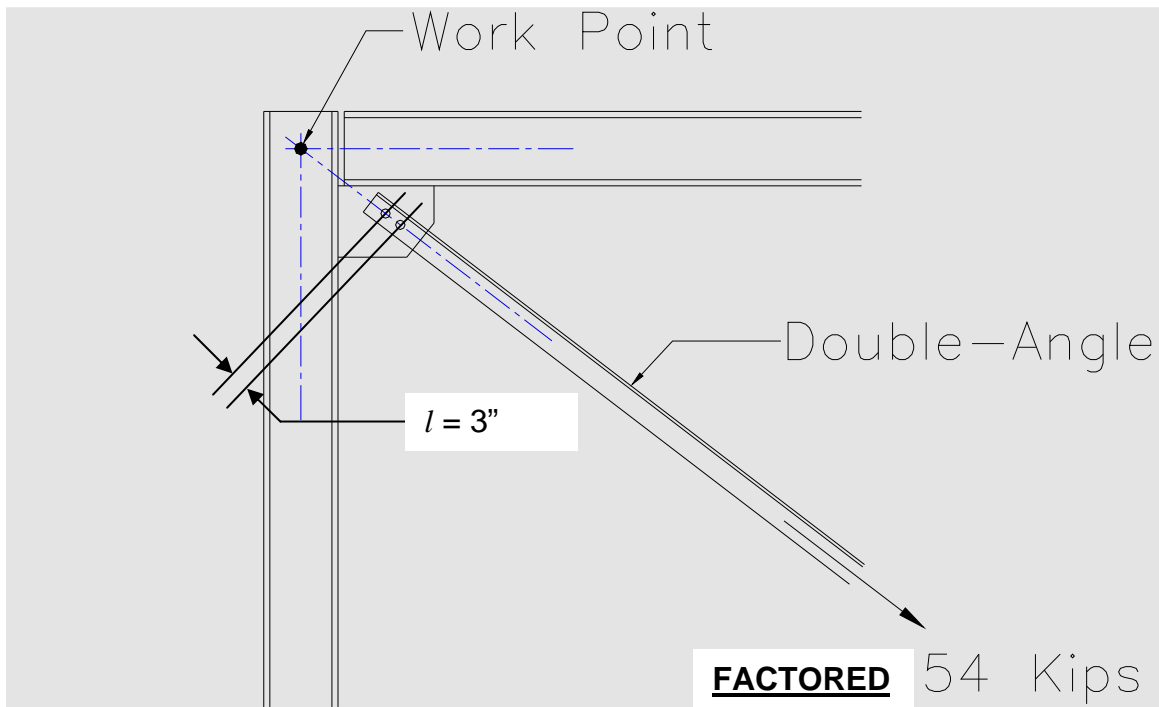 Work Point
Double-Angle
l = 3”
FACTORED 54 Kips